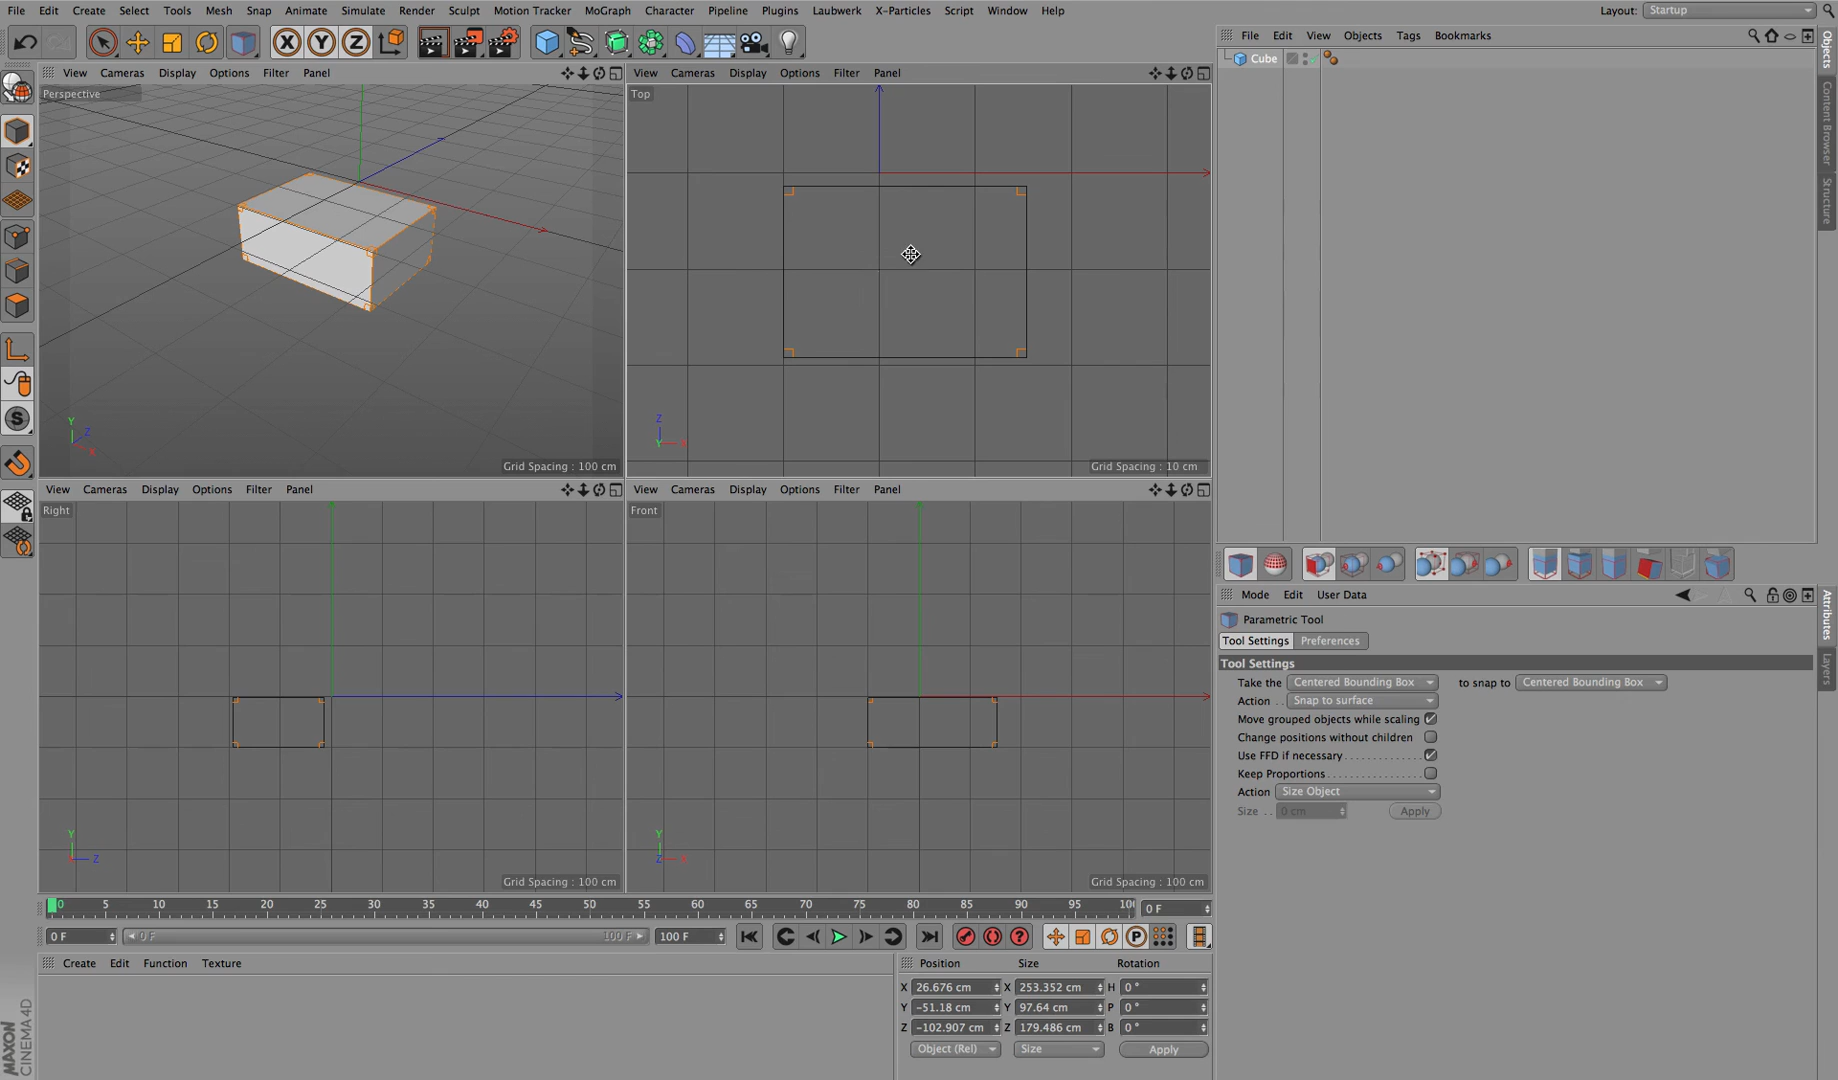 File Edit Create Select Tools Mesh Snap Animate Simulate Render Sculpt Motion Tracker MoGraph Character Pipeline Plugins Laubwerk X-Particles Script Window Help Layout: Startup
X Y Z
File Edit View Objects Tags Bookmarks
Cube
View Cameras Display Options Filter Panel
Perspective
Y
Z
X
Grid Spacing : 100 cm
View Cameras Display Options Filter Panel
Top
Z
Y X
Grid Spacing : 10 cm
View Cameras Display Options Filter Panel
Right
Y
Z
Grid Spacing : 100 cm
View Cameras Display Options Filter Panel
Front
Y
Z X
Grid Spacing : 100 cm
S
Objects
Content Browser
Structure
Mode Edit User Data
Parametric Tool
Tool Settings Preferences
Tool Settings
Take the Centered Bounding Box to snap to Centered Bounding Box
Action . . Snap to surface
Move grouped objects while scaling
Change positions without children
Use FFD if necessary . . . . . . . . . . .
Keep Proportions . . . . . . . . . . . . . . .
Action Size Object
Size . . 0 cm Apply
Attributes
Layers
0 5 10 15 20 25 30 35 40 45 50 55 60 65 70 75 80 85 90 95 0 F
0 F 0 F 100 F 100 F ? P
Create Edit Function Texture
Position Size Rotation
X 26.676 cm X 253.352 cm H 0 °
Y -51.18 cm Y 97.64 cm P 0 °
Z -102.907 cm Z 179.486 cm B 0 °
Object (Rel) Size Apply
MAXON
CINEMA 4D